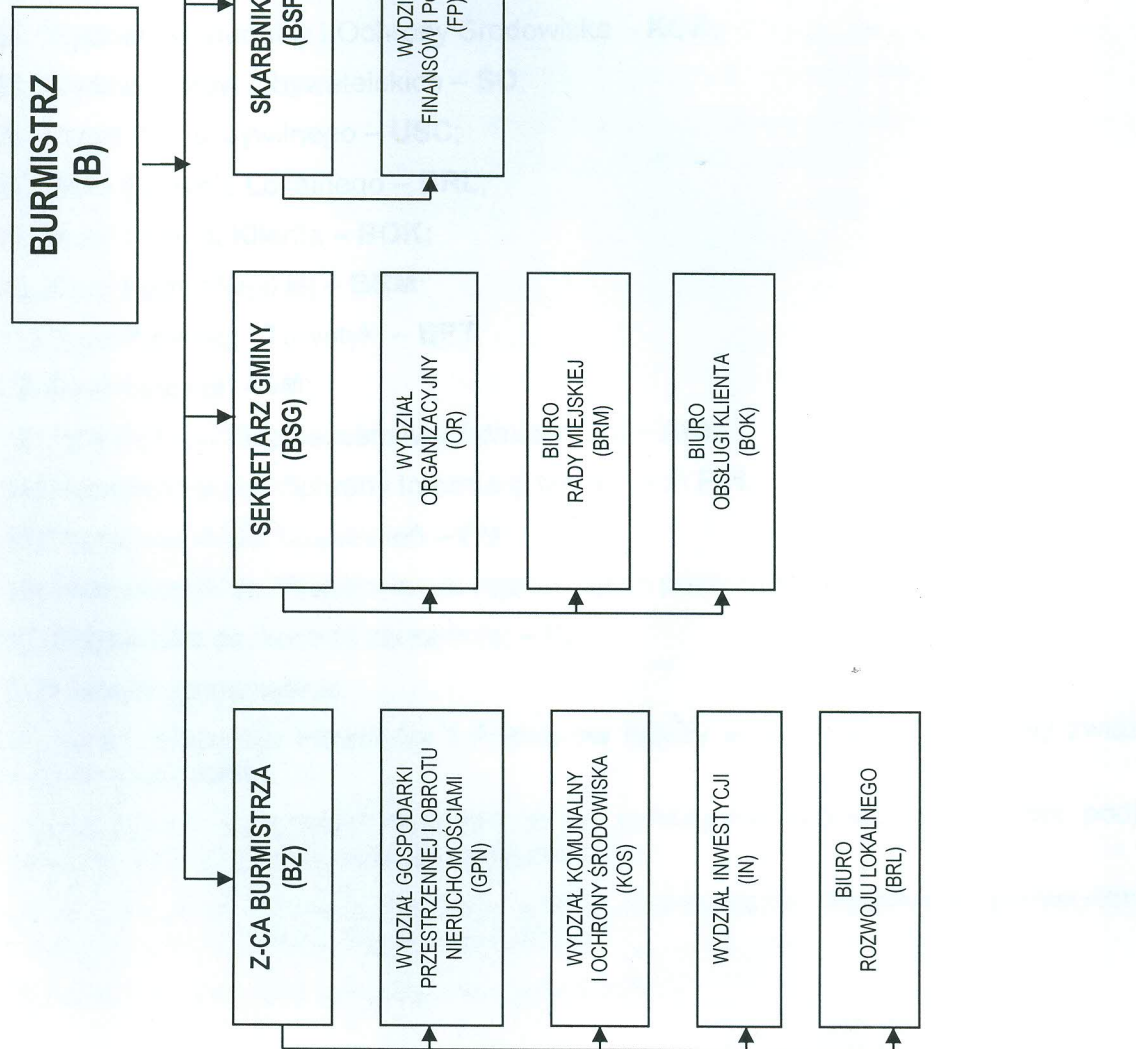 BURMISTRZ
(B)
Z-CA BURMISTRZA
(BZ)
WYDZIAŁ GOSPODARKI
PRZESTRZENNEJ I OBROTU
NIERUCHOMOŚCIAMI
(GPN)
WYDZIAŁ KOMUNALNY
I OCHRONY ŚRODOWISKA
(KOS)
WYDZIAŁ INWESTYCJI
(IN)
BIURO
ROZWOJU LOKALNEGO
(BRL)
SEKRETARZ GMINY
(BSG)
WYDZIAŁ
ORGANIZACYJNY
(OR)
BIURO
RADY MIEJSKIEJ
(BRM)
BIURO
OBSŁUGI KLIENTA
(BOK)
SKARBNIK
FINANSÓW I
(FP)